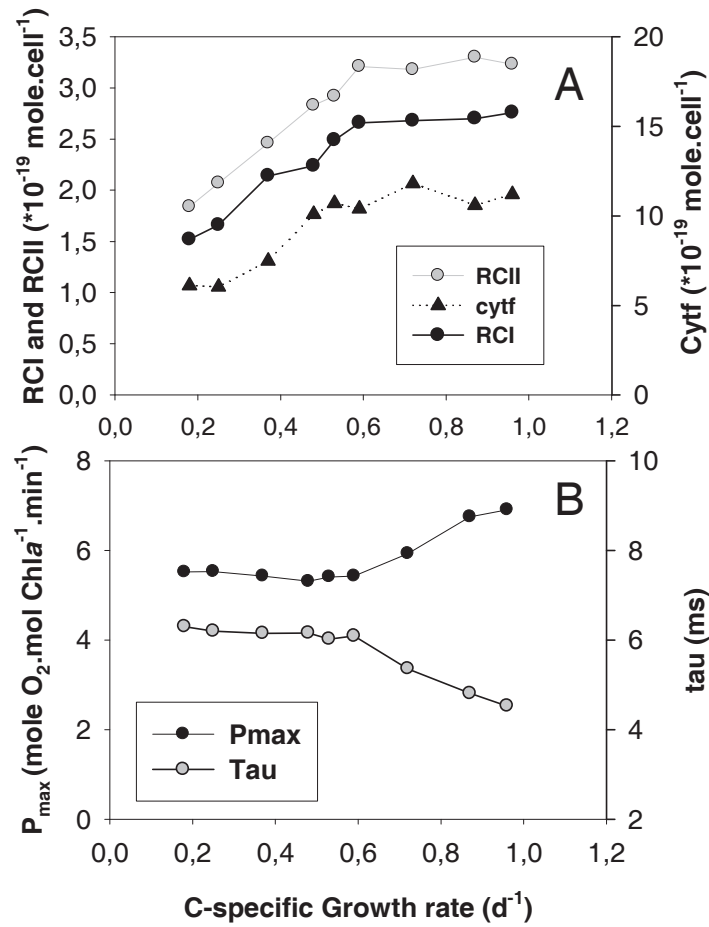 RCI and RCII (*10⁻¹⁹ mole.cell⁻¹)
3,5
3,0
2,5
2,0
1,5
1,0
0,5
0,0
A
RCII
cytf
RCI
20
15
10
5
0
Cytf (*10⁻¹⁹ mole.cell⁻¹)
0,0 0,2 0,4 0,6 0,8 1,0 1,2
P_max (mole O₂.mol Chla⁻¹.min⁻¹)
8
6
4
2
0
B
Pmax
Tau
10
8
6
4
2
tau (ms)
0,0 0,2 0,4 0,6 0,8 1,0 1,2
C-specific Growth rate (d⁻¹)